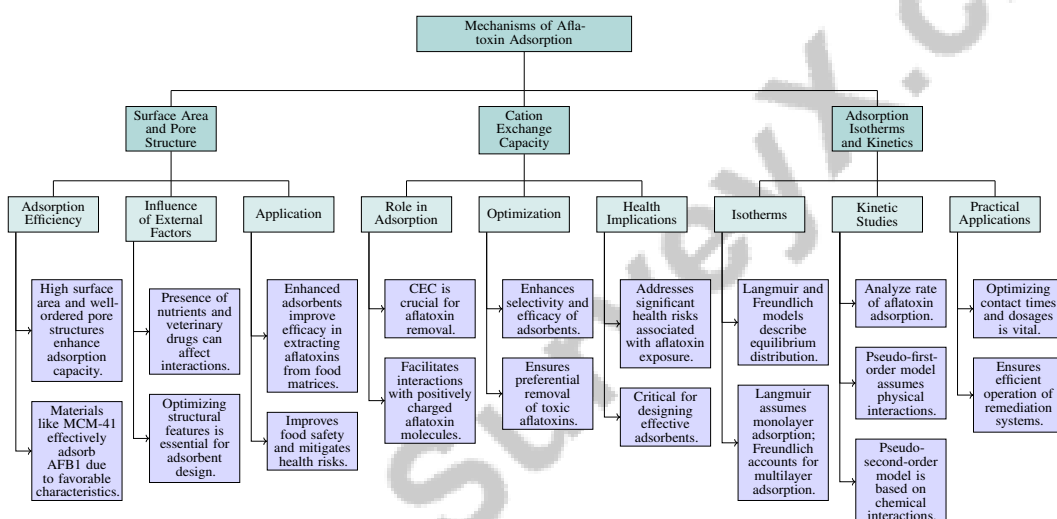 Mechanisms of Afla-
toxin Adsorption
Surface Area
and Pore
Structure
Cation
Exchange
Capacity
Adsorption
Isotherms
and Kinetics
Adsorption
Efficiency
Influence
of External
Factors
Application
Role in
Adsorption
Optimization
Health
Implications
Isotherms
Kinetic
Studies
Practical
Applications
High surface
area and well-
ordered pore
structures
enhance
adsorption
capacity.
Materials
like MCM-41
effectively
adsorb
AFB1 due
to favorable
characteristics.
Presence of
nutrients and
veterinary
drugs can
affect
interactions.
Optimizing
structural
features is
essential for
adsorbent
design.
Enhanced
adsorbents
improve
efficacy in
extracting
aflatoxins
from food
matrices.
Improves
food safety
and mitigates
health risks.
CEC is
crucial for
aflatoxin
removal.
Facilitates
interactions
with positively
charged
aflatoxin
molecules.
Enhances
selectivity and
efficacy of
adsorbents.
Ensures
preferential
removal
of toxic
aflatoxins.
Addresses
significant
health risks
associated
with aflatoxin
exposure.
Critical for
designing
effective
adsorbents.
Langmuir and
Freundlich
models
describe
equilibrium
distribution.
Langmuir
assumes
monolayer
adsorption;
Freundlich
accounts for
multilayer
adsorption.
Analyze rate
of aflatoxin
adsorption.
Pseudo-first-
order model
assumes
physical
interactions.
Pseudo-
second-order
model is
based on
chemical
interactions.
Optimizing
contact times
and dosages
is vital.
Ensures
efficient
operation of
remediation
systems.
SurveyX.c